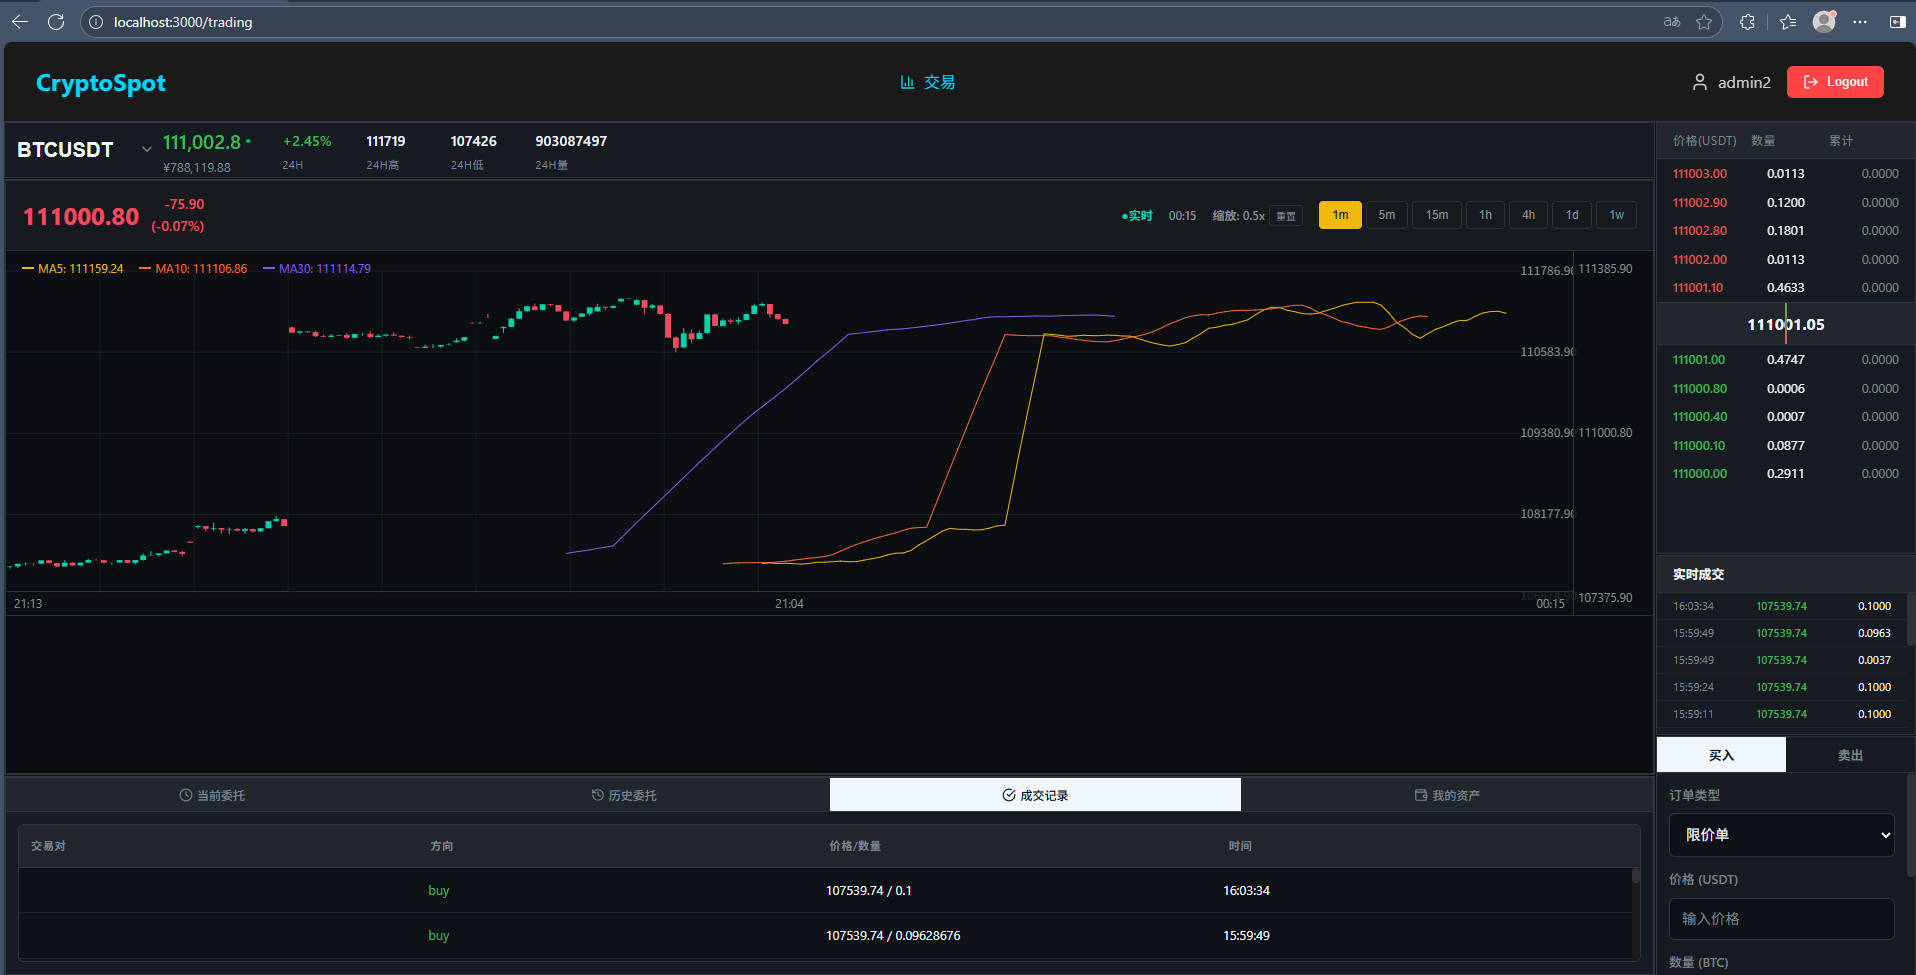 localhost:3000/trading
CryptoSpot
交易
admin2
Logout
BTCUSDT
111,002.8
¥788,119.88
+2.45%
24H
111719
24H高
107426
24H低
903087497
24H量
111000.80
-75.90
(-0.07%)
实时 00:15 缩放: 0.5x 重置 1m 5m 15m 1h 4h 1d 1w
MA5: 111159.24 MA10: 111106.86 MA30: 111114.79
111786.90 111385.90
110583.90
109380.90 111000.80
108177.90
107375.90
21:13 21:04 00:15
当前委托 历史委托 成交记录 我的资产
交易对 方向 价格/数量 时间
buy 107539.74 / 0.1 16:03:34
buy 107539.74 / 0.09628676 15:59:49
价格(USDT) 数量 累计
111003.00 0.0113 0.0000
111002.90 0.1200 0.0000
111002.80 0.1801 0.0000
111002.00 0.0113 0.0000
111001.10 0.4633 0.0000
111001.05
111001.00 0.4747 0.0000
111000.80 0.0006 0.0000
111000.40 0.0007 0.0000
111000.10 0.0877 0.0000
111000.00 0.2911 0.0000
实时成交
16:03:34 107539.74 0.1000
15:59:49 107539.74 0.0963
15:59:49 107539.74 0.0037
15:59:24 107539.74 0.1000
15:59:11 107539.74 0.1000
买入 卖出
订单类型
限价单
价格 (USDT)
输入价格
数量 (BTC)